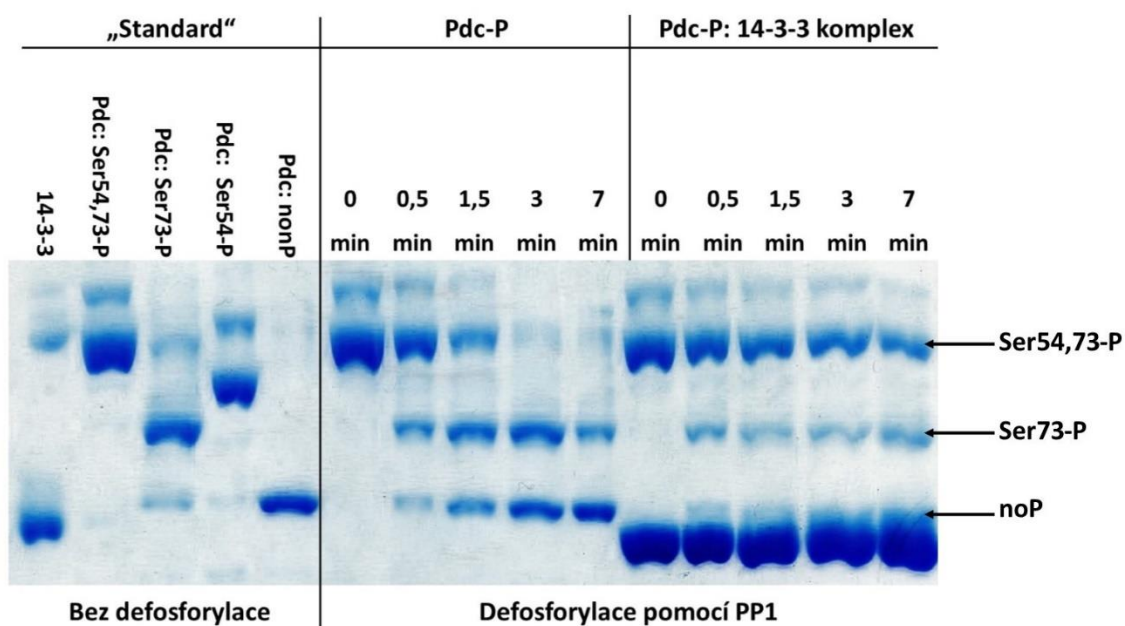 „Standard“
Pdc-P
Pdc-P: 14-3-3 komplex
14-3-3
Pdc: Ser54,73-P
Pdc: Ser73-P
Pdc: Ser54-P
Pdc: nonP
0 0,5 1,5 3 7
min min min min min
0 0,5 1,5 3 7
min min min min min
Ser54,73-P
Ser73-P
noP
Bez defosforylace
Defosforylace pomocí PP1